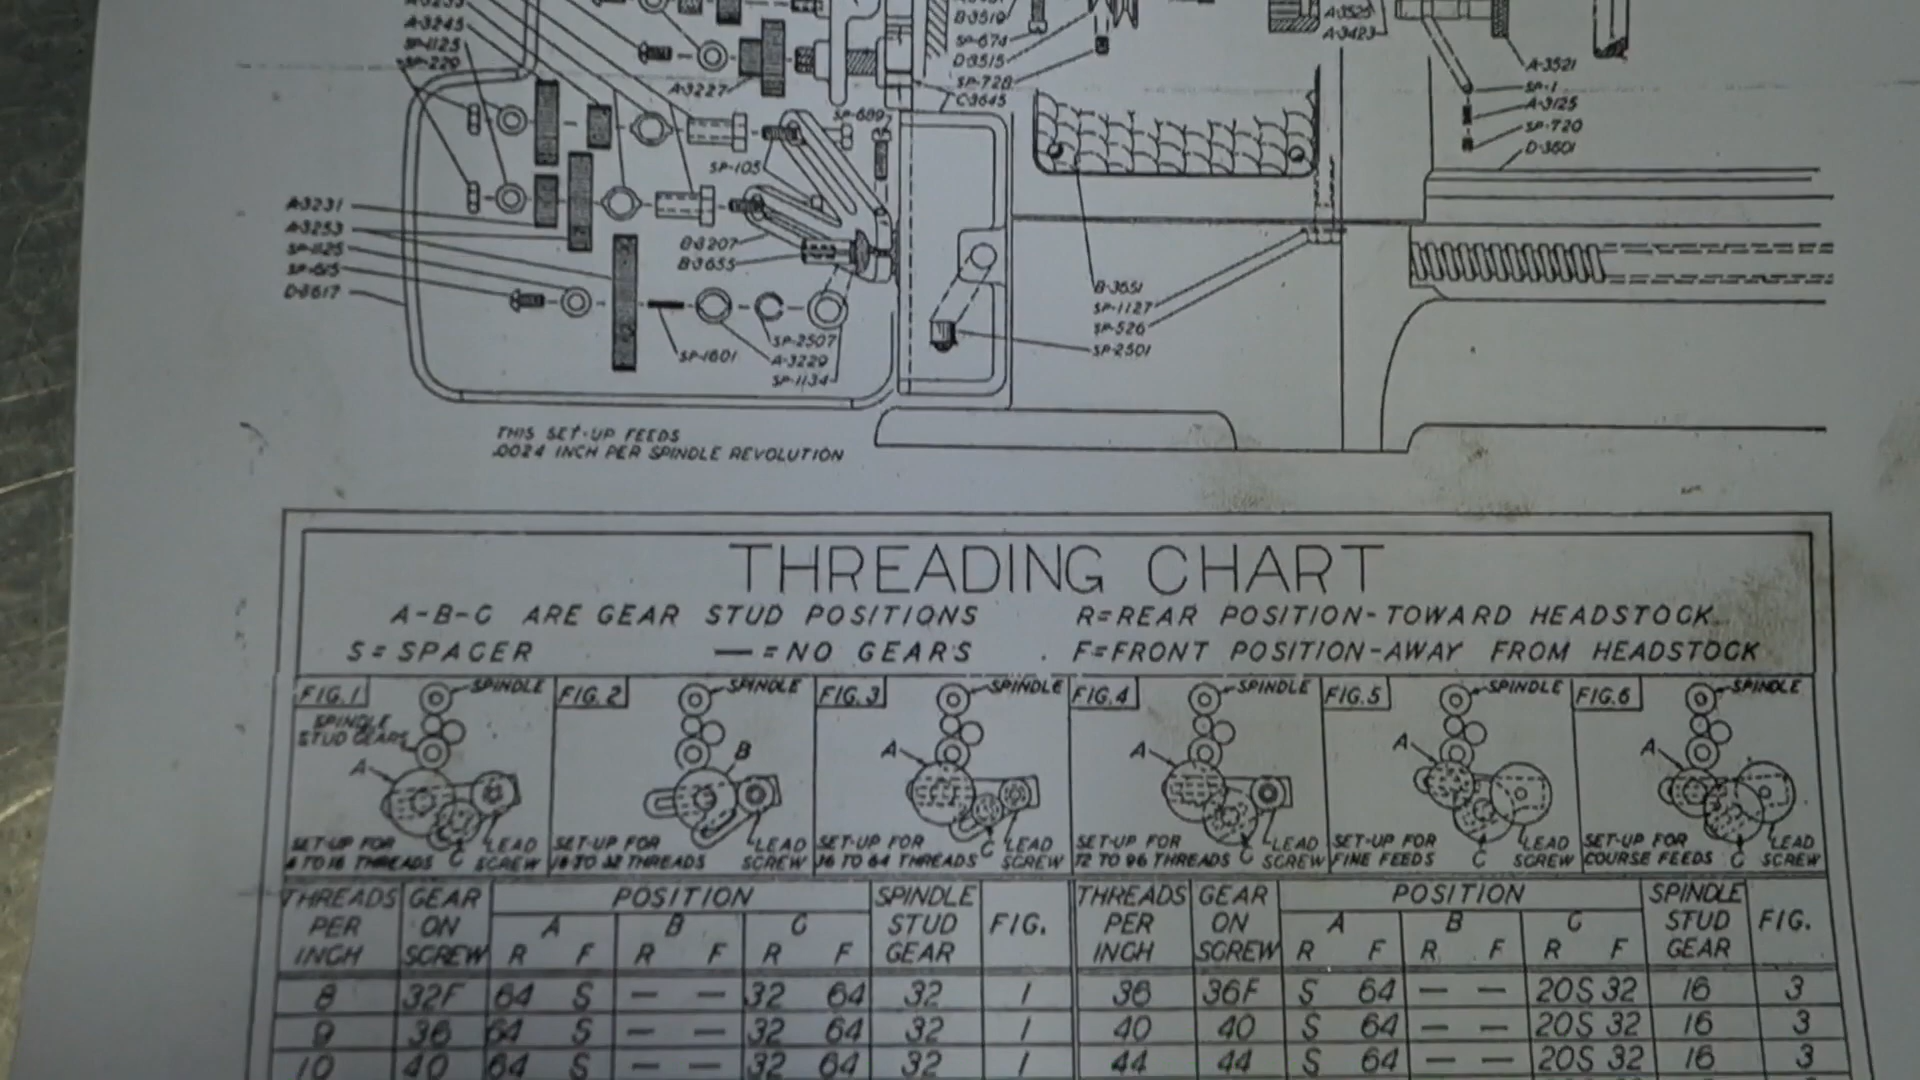 A-3245
SP-1125
SP-229
A-3227
SP-689
SP-105
B-3519
SP-674
D-3515
SP-728
C-3645
A-3423
A-3521
SP-1
A-3125
SP-720
D-3601
A-3231
A-3253
SP-1125
SP-615
D-3617
B-3207
B-3655
SP-2507
SP-1601
A-3229
SP-1134
B-3651
SP-1127
SP-526
SP-2501
THIS SET-UP FEEDS
.0024 INCH PER SPINDLE REVOLUTION
THREADING CHART
A-B-C ARE GEAR STUD POSITIONS R=REAR POSITION-TOWARD HEADSTOCK
S=SPACER — =NO GEARS F=FRONT POSITION-AWAY FROM HEADSTOCK
FIG.1 SPINDLE FIG.2 SPINDLE FIG.3 SPINDLE FIG.4 SPINDLE FIG.5 SPINDLE FIG.6 SPINDLE
SPINDLE
STUD GEARS
A B A A A A
SET-UP FOR LEAD SET-UP FOR LEAD SET-UP FOR LEAD SET-UP FOR LEAD SET-UP FOR LEAD SET-UP FOR LEAD
THREADS C SCREW THREADS SCREW TO 64 THREADS C SCREW 72 TO 96 THREADS C SCREW FINE FEEDS C SCREW COURSE FEEDS C SCREW
THREADS GEAR POSITION SPINDLE THREADS GEAR POSITION SPINDLE
PER ON A B C STUD FIG. PER ON A B C STUD FIG.
INCH SCREW R F R F R F GEAR INCH SCREW R F R F R F GEAR
8 32F 64 S — — 32 64 32 1 36 36F S 64 — — 20S 32 16 3
9 36 64 S — — 32 64 32 1 40 40 S 64 — — 20S 32 16 3
10 40 64 S — — 32 64 32 1 44 44 S 64 — — 20S 32 16 3